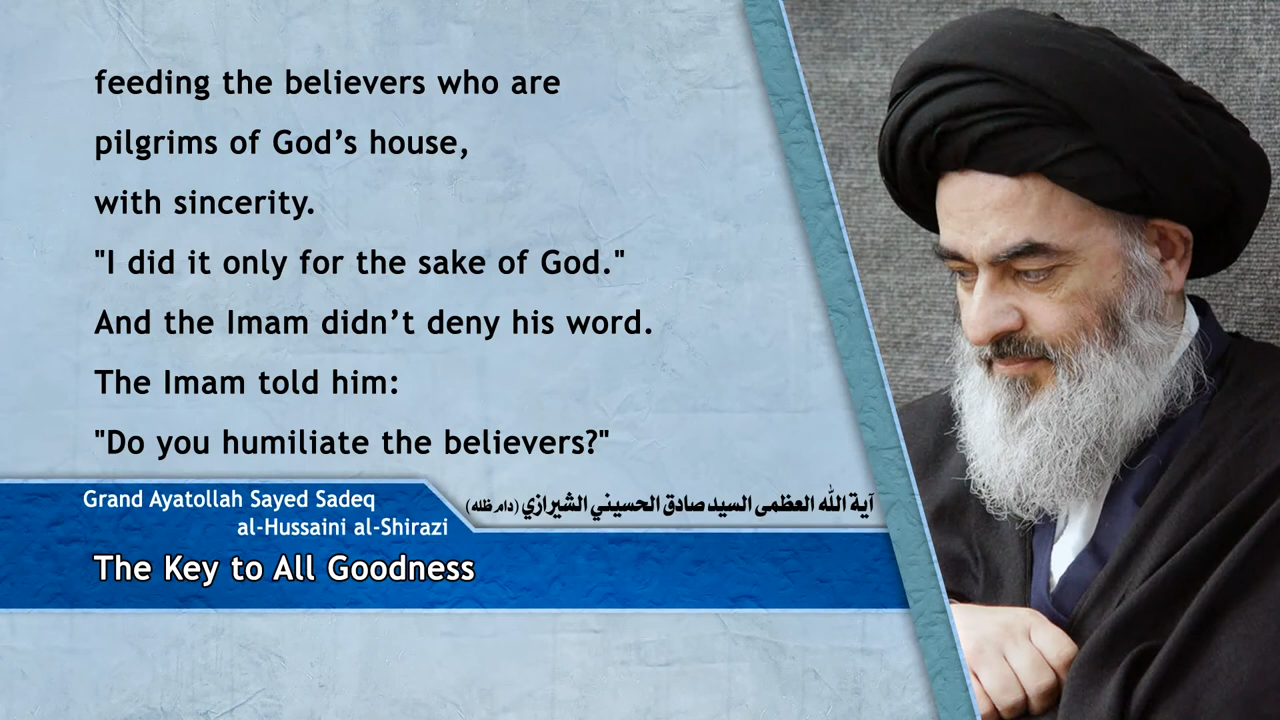 feeding the believers who are
pilgrims of God’s house,
with sincerity.
"I did it only for the sake of God."
And the Imam didn’t deny his word.
The Imam told him:
"Do you humiliate the believers?"
Grand Ayatollah Sayed Sadeq
al-Hussaini al-Shirazi
آية الله العظمى السيد صادق الحسيني الشيرازي (دام ظله)
The Key to All Goodness